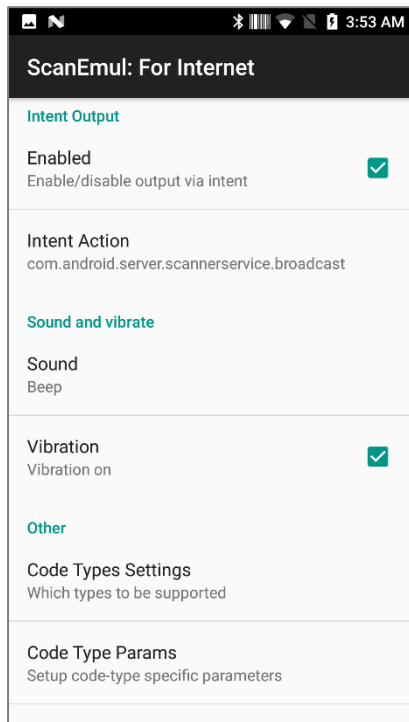 3:53 AM
ScanEmul: For Internet
Intent Output
Enabled
Enable/disable output via intent
Intent Action
com.android.server.scannerservice.broadcast
Sound and vibrate
Sound
Beep
Vibration
Vibration on
Other
Code Types Settings
Which types to be supported
Code Type Params
Setup code-type specific parameters